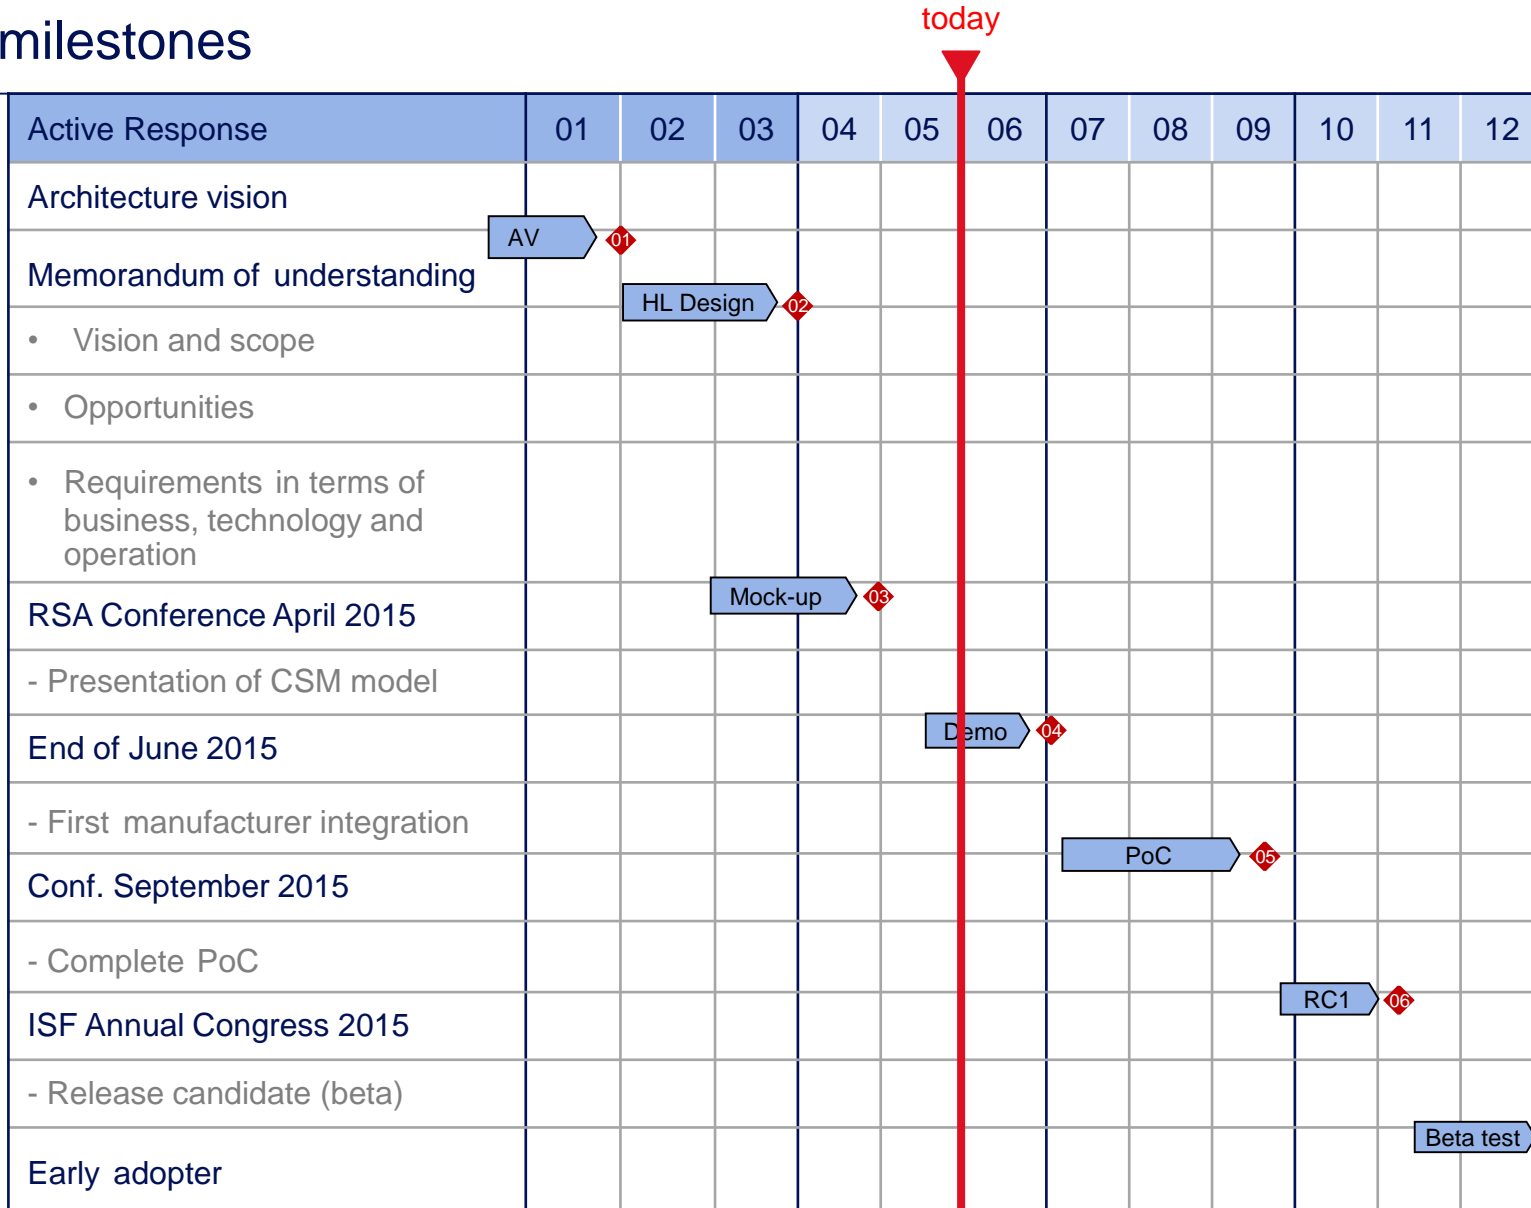 today
milestones
Active Response 01 02 03 04 05 06 07 08 09 10 11 12
Architecture vision
AV 01
Memorandum of understanding
HL Design 02
• Vision and scope
• Opportunities
• Requirements in terms of
business, technology and
operation
Mock-up 03
RSA Conference April 2015
- Presentation of CSM model
Demo 04
End of June 2015
- First manufacturer integration
PoC 05
Conf. September 2015
- Complete PoC
RC1 06
ISF Annual Congress 2015
- Release candidate (beta)
Beta test
Early adopter